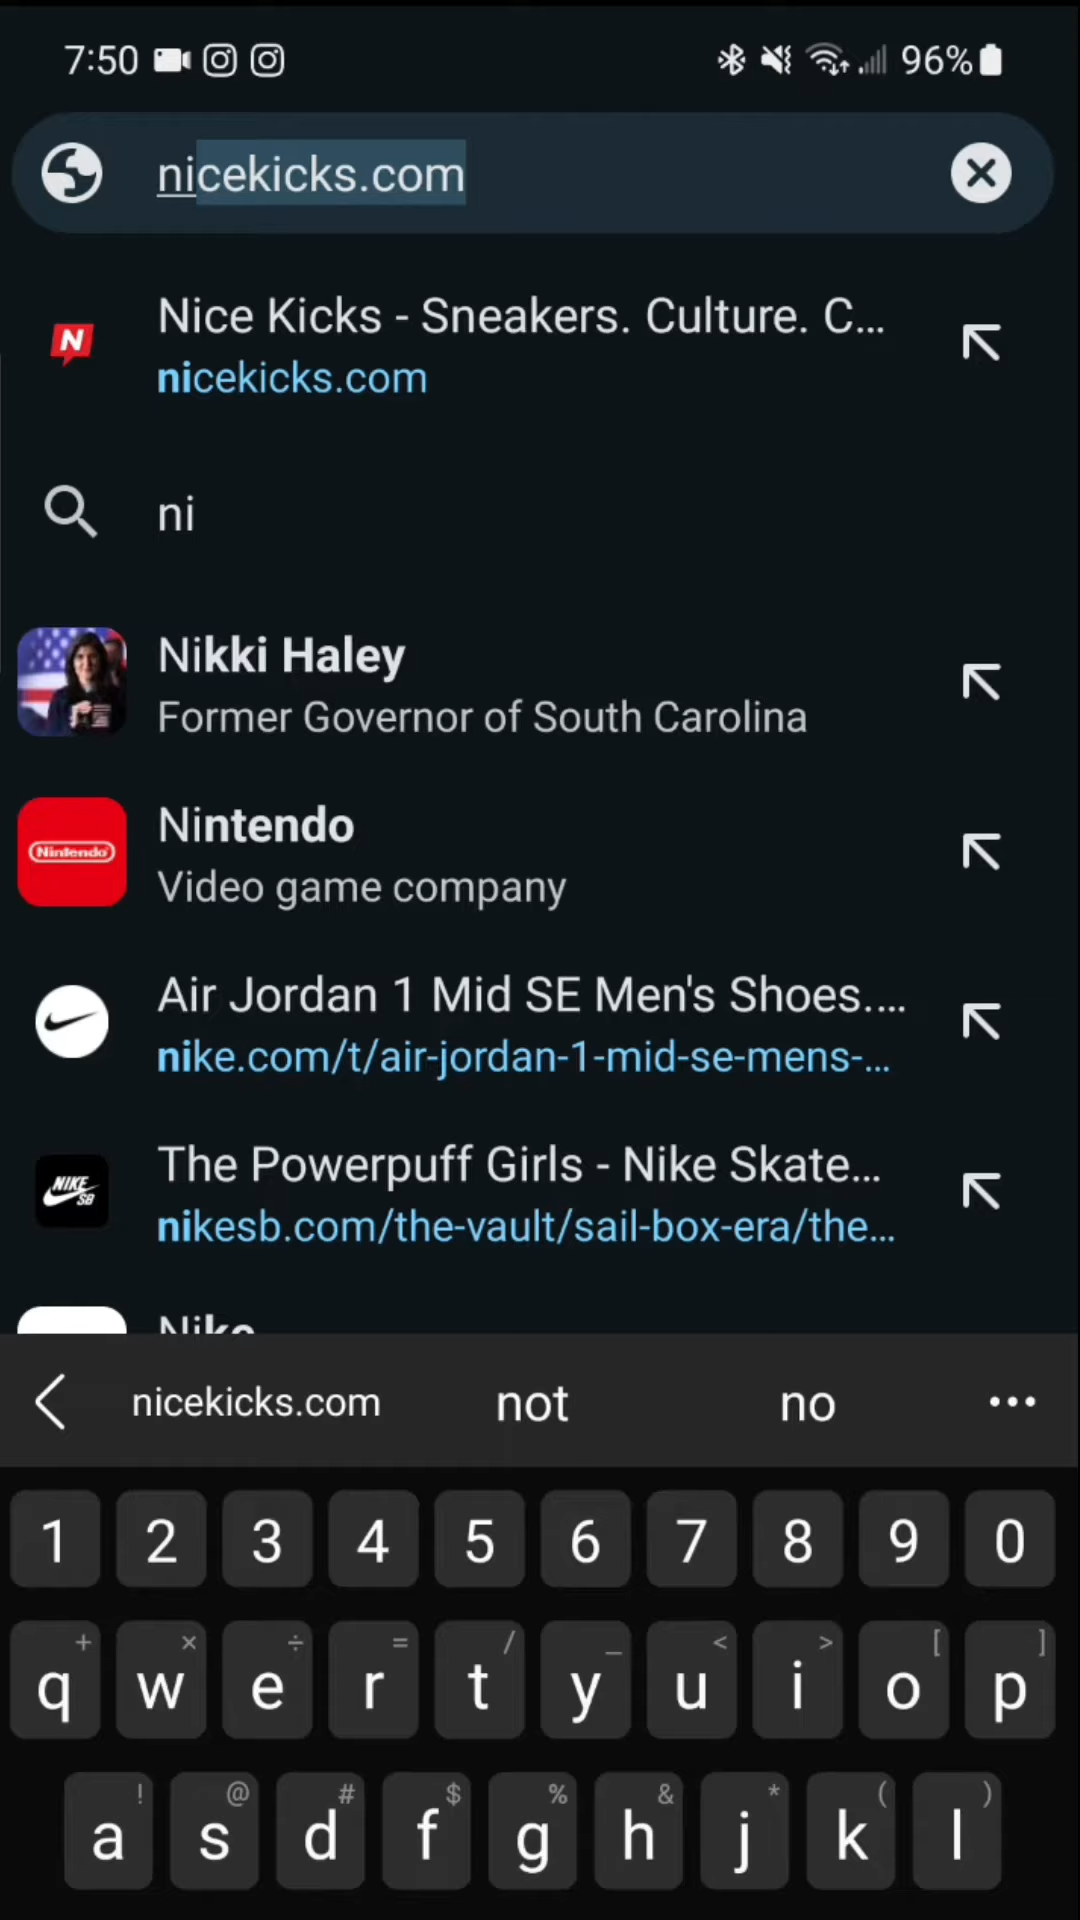 7:50 96%
nicekicks.com
Nice Kicks - Sneakers. Culture. C...
N
nicekicks.com
ni
Nikki Haley
Former Governor of South Carolina
Nintendo
Nintendo
Video game company
Air Jordan 1 Mid SE Men's Shoes....
nike.com/t/air-jordan-1-mid-se-mens-...
The Powerpuff Girls - Nike Skate...
NIKE SB
nikesb.com/the-vault/sail-box-era/the...
Nike
nicekicks.com not no ...
1 2 3 4 5 6 7 8 9 0
+ × ÷ = / _ < > [ ]
q w e r t y u i o p
! @ # $ % & * ( )
a s d f g h j k l